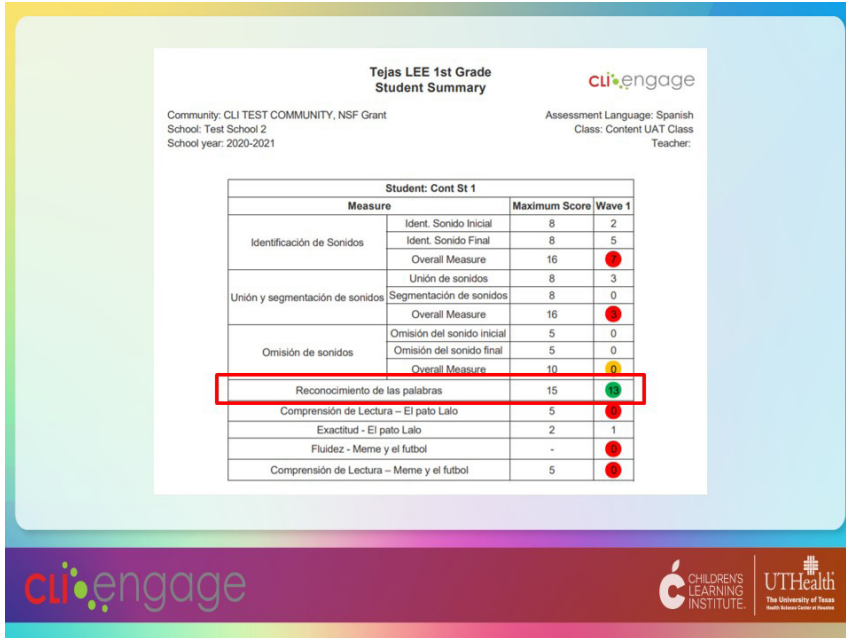 Tejas LEE 1st Grade
Student Summary
cli engage
Community: CLI TEST COMMUNITY, NSF Grant
School: Test School 2
School year: 2020-2021
Assessment Language: Spanish
Class: Content UAT Class
Teacher:
Student: Cont St 1
Measure Maximum Score Wave 1
Identificación de Sonidos
Ident. Sonido Inicial 8 2
Ident. Sonido Final 8 5
Overall Measure 16 7
Unión y segmentación de sonidos
Unión de sonidos 8 3
Segmentación de sonidos 8 0
Overall Measure 16 3
Omisión de sonidos
Omisión del sonido inicial 5 0
Omisión del sonido final 5 0
Overall Measure 10 0
Reconocimiento de las palabras 15 13
Comprensión de Lectura – El pato Lalo 5 0
Exactitud - El pato Lalo 2 1
Fluidez - Meme y el futbol - 0
Comprensión de Lectura – Meme y el futbol 5 0
cli engage
CHILDREN'S
LEARNING
INSTITUTE.
UTHealth
The University of Texas
Health Science Center at Houston